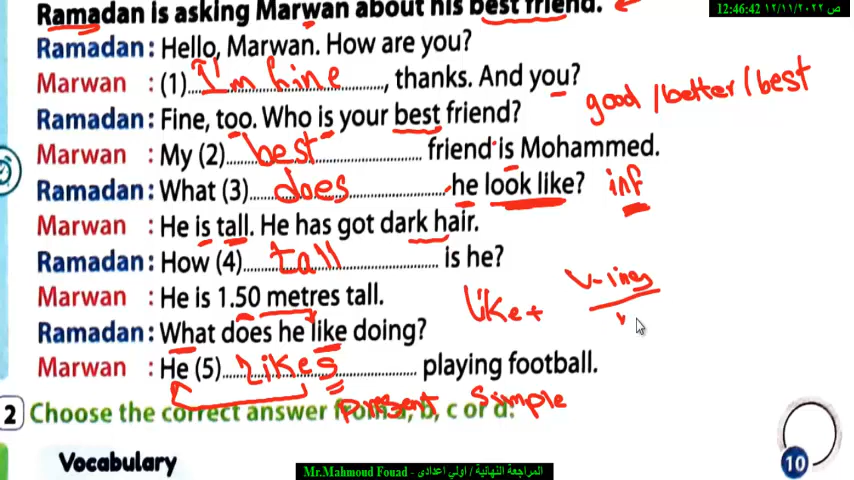 Ramadan is asking Marwan about his best friend.
ص 12:46:42 ١٢/١١/٢٠٢٢
Ramadan: Hello, Marwan. How are you?
Marwan : (1) I'm fine, thanks. And you?
good / better / best
Ramadan: Fine, too. Who is your best friend?
Marwan : My (2) best friend is Mohammed.
Ramadan: What (3) does he look like? inf
Marwan : He is tall. He has got dark hair.
Ramadan: How (4) tall is he?
Marwan : He is 1.50 metres tall.
like + v-ing
Ramadan: What does he like doing?
Marwan : He (5) likes playing football.
present simple
2 Choose the correct answer from a, b, c or d:
Vocabulary
10
Mr.Mahmoud Fouad - المراجعة النهائية / اولي اعدادى